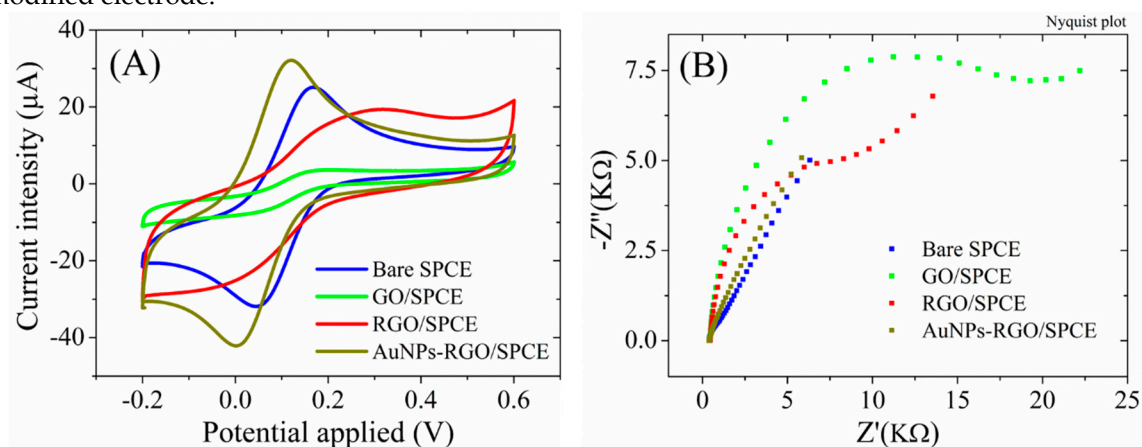 modified electrode.
Nyquist plot
(A)
Current intensity (μA)
40
20
0
-20
-40
Bare SPCE
GO/SPCE
RGO/SPCE
AuNPs-RGO/SPCE
-0.2 0.0 0.2 0.4 0.6
Potential applied (V)
(B)
-Z''(KΩ)
7.5
5.0
2.5
0.0
Bare SPCE
GO/SPCE
RGO/SPCE
AuNPs-RGO/SPCE
0 5 10 15 20 25
Z'(KΩ)